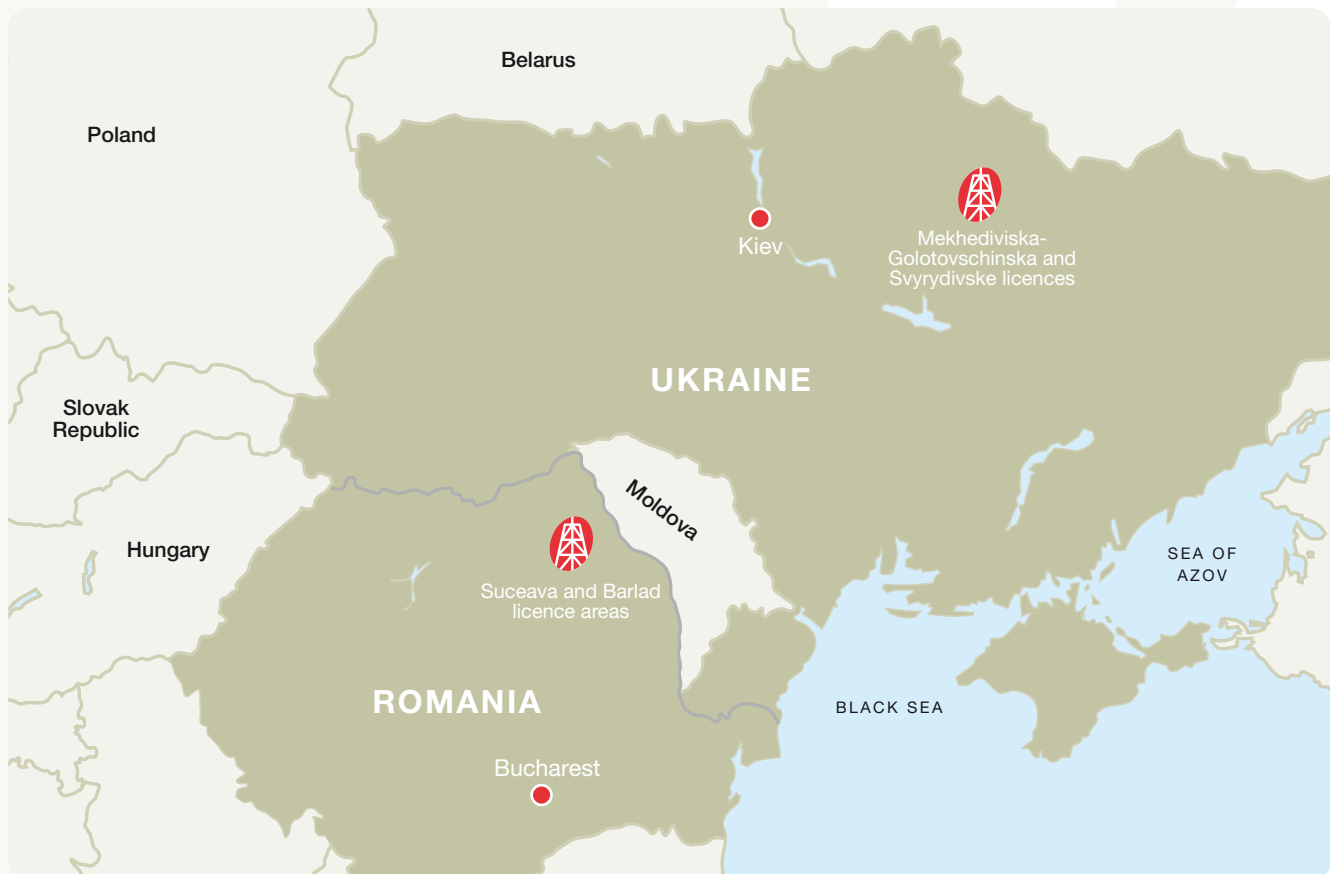 Belarus
Poland
Kiev
Mekhediviska-
Golotovschinska and
Svyrydivske licences
UKRAINE
Slovak
Republic
Moldova
Hungary
SEA OF
AZOV
Suceava and Barlad
licence areas
ROMANIA
BLACK SEA
Bucharest